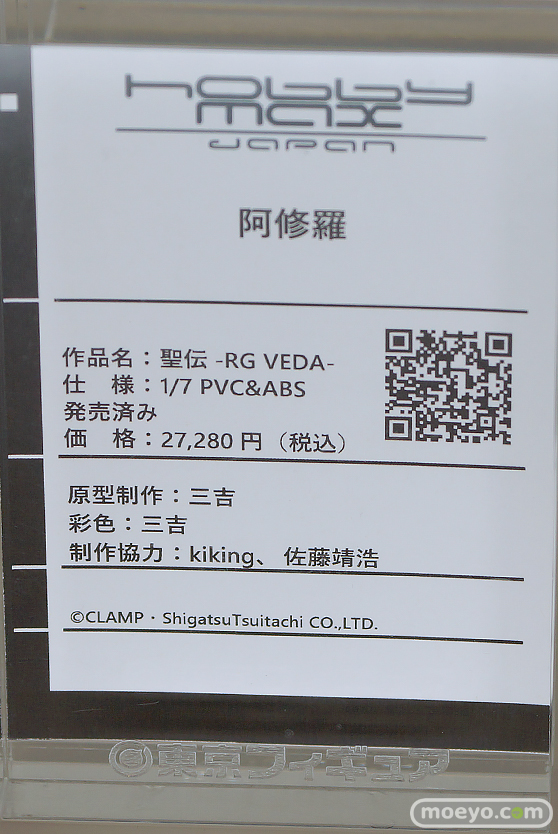 hobby
max
japan
阿修羅
作品名：聖伝 -RG VEDA-
仕　様：1/7 PVC&ABS
発売済み
価　格：27,280 円（税込）
原型制作：三吉
彩色：三吉
制作協力：kiking、佐藤靖浩
©CLAMP・ShigatsuTsuitachi CO.,LTD.
東京フィギュア
moeyo.com